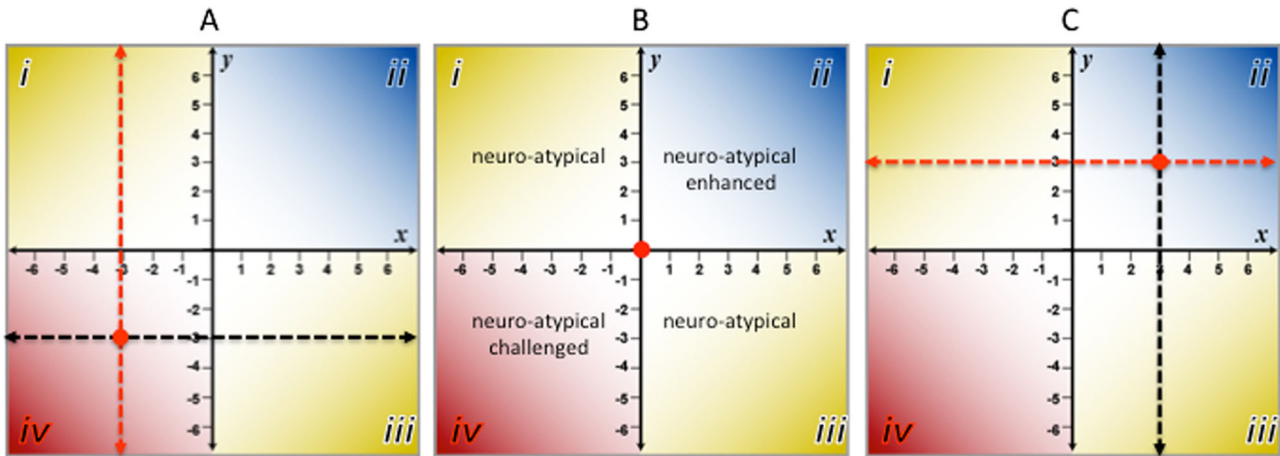 A B C
i ii
y
6
5
4
3
2
1
x
-6 -5 -4 -3 -2 -1 1 2 3 4 5 6
-1
-2
-3
-4
-5
-6
iv iii
i ii
y
6
5
4
neuro-atypical 3 neuro-atypical
2 enhanced
1
x
-6 -5 -4 -3 -2 -1 1 2 3 4 5 6
-1
-2
neuro-atypical -3 neuro-atypical
challenged
-4
-5
-6
iv iii
i ii
y
6
5
4
3
2
1
x
-6 -5 -4 -3 -2 -1 1 2 3 4 5 6
-1
-2
-3
-4
-5
-6
iv iii